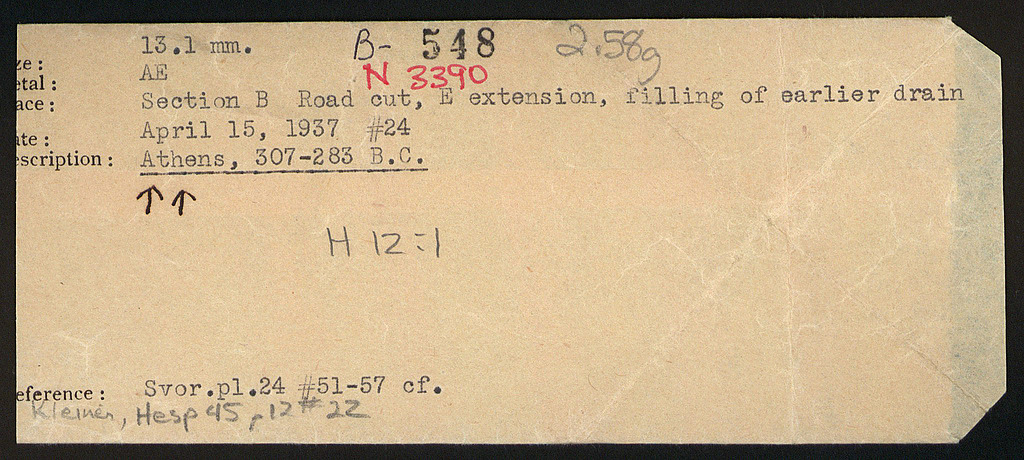 ze: 13.1 mm. B- 548 2.58g
etal: AE N 3390
ace: Section B Road cut, E extension, filling of earlier drain
ate: April 15, 1937 #24
escription: Athens, 307-283 B.C.
↑↑
H 12:1
eference: Svor.pl.24 #51-57 cf.
Kleiner, Hesp 45, 12 #22